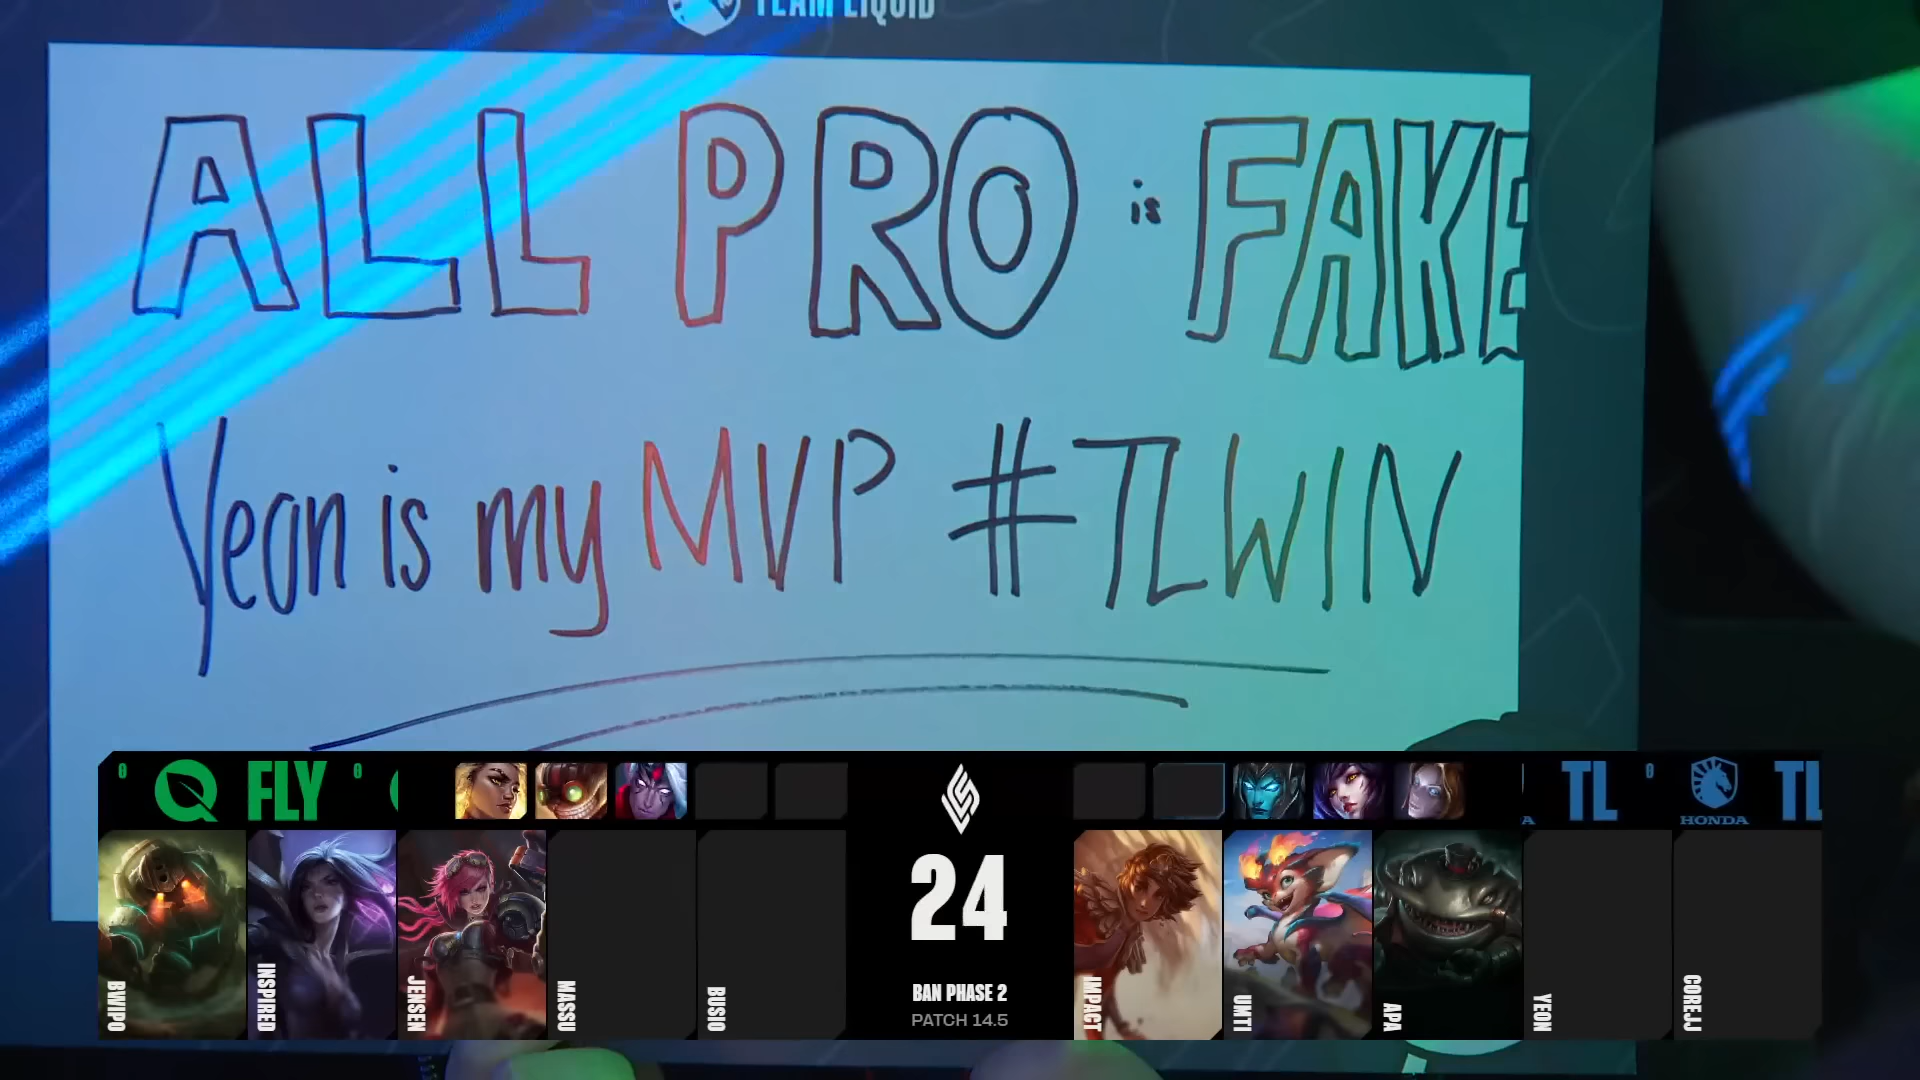 TEAM LIQUID
ALL PRO is FAKE
Yeon is my MVP #TLWIN
0 FLY 0
TL 0 HONDA TL
24
BAN PHASE 2
PATCH 14.5
BWIPO
INSPIRED
JENSEN
MASSU
BUSIO
IMPACT
UMTI
APA
YEON
COREJJ